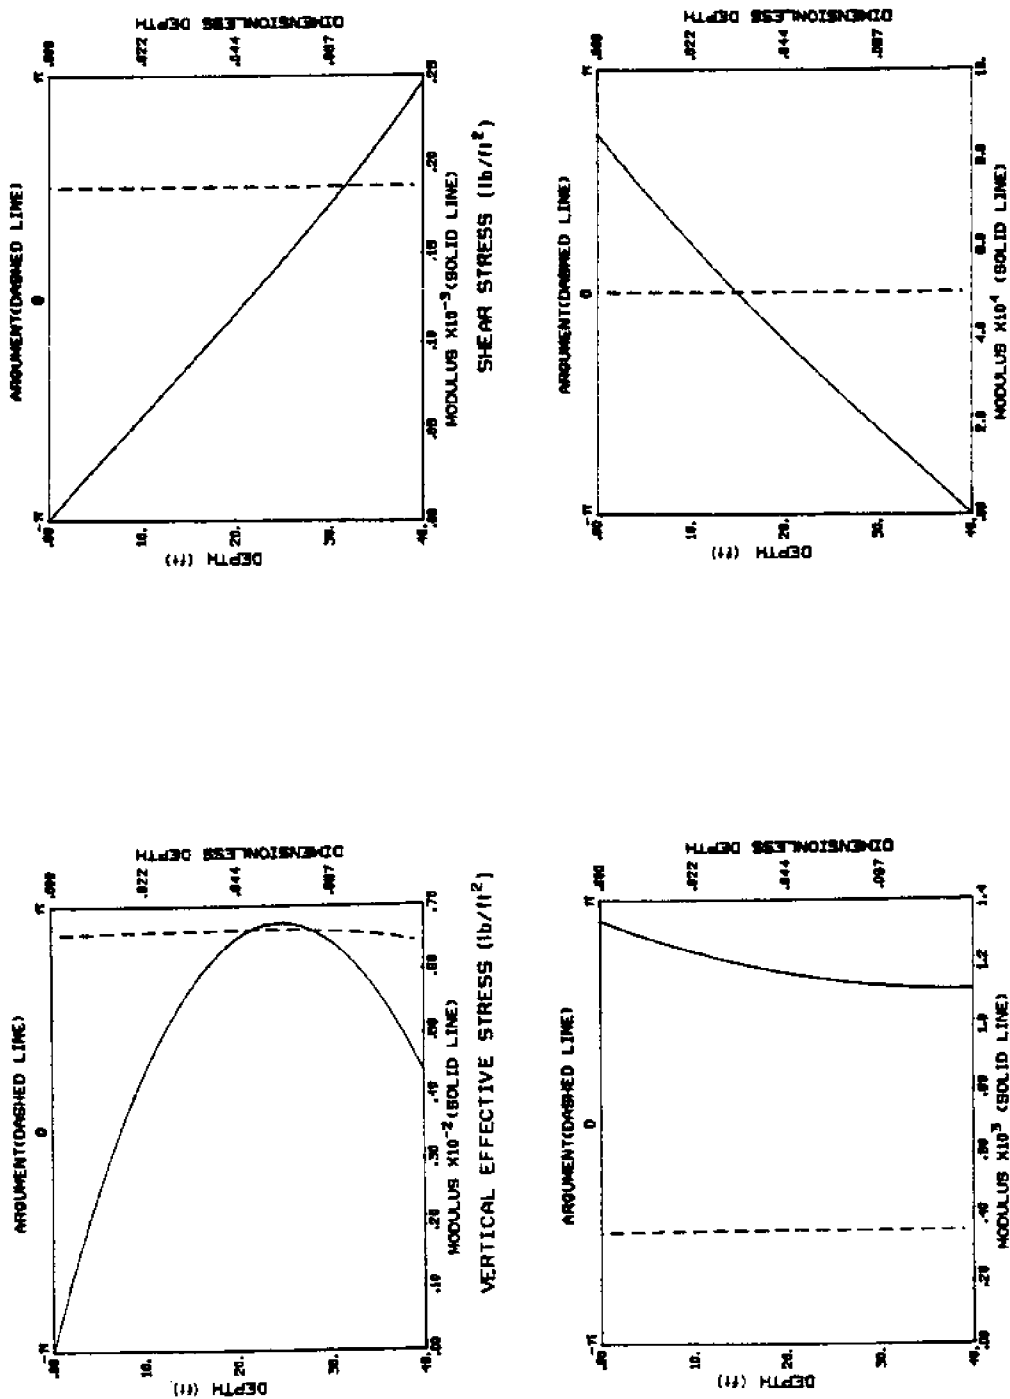 ARGUMENT(DASHED LINE)
-π 0 π
DEPTH (ft)
.00
10.
20.
30.
40.
.000
.022
.044
.067
DIMENSIONLESS DEPTH
.00 .10 .20 .30 .40 .50 .60 .70
MODULUS X10⁻² (SOLID LINE)
VERTICAL EFFECTIVE STRESS (lb/ft²)
ARGUMENT(DASHED LINE)
-π 0 π
DEPTH (ft)
.00
10.
20.
30.
40.
.000
.022
.044
.067
DIMENSIONLESS DEPTH
.00 .05 .10 .15 .20 .25
MODULUS X10⁻³ (SOLID LINE)
SHEAR STRESS (lb/ft²)
ARGUMENT(DASHED LINE)
-π 0 π
DEPTH (ft)
.00
10.
20.
30.
40.
.000
.022
.044
.067
DIMENSIONLESS DEPTH
.00 .20 .40 .60 .80 1.0 1.2 1.4
MODULUS X10³ (SOLID LINE)
ARGUMENT(DASHED LINE)
-π 0 π
DEPTH (ft)
.00
10.
20.
30.
40.
.000
.022
.044
.067
DIMENSIONLESS DEPTH
.00 2.0 4.0 6.0 8.0 10.
MODULUS X10⁴ (SOLID LINE)